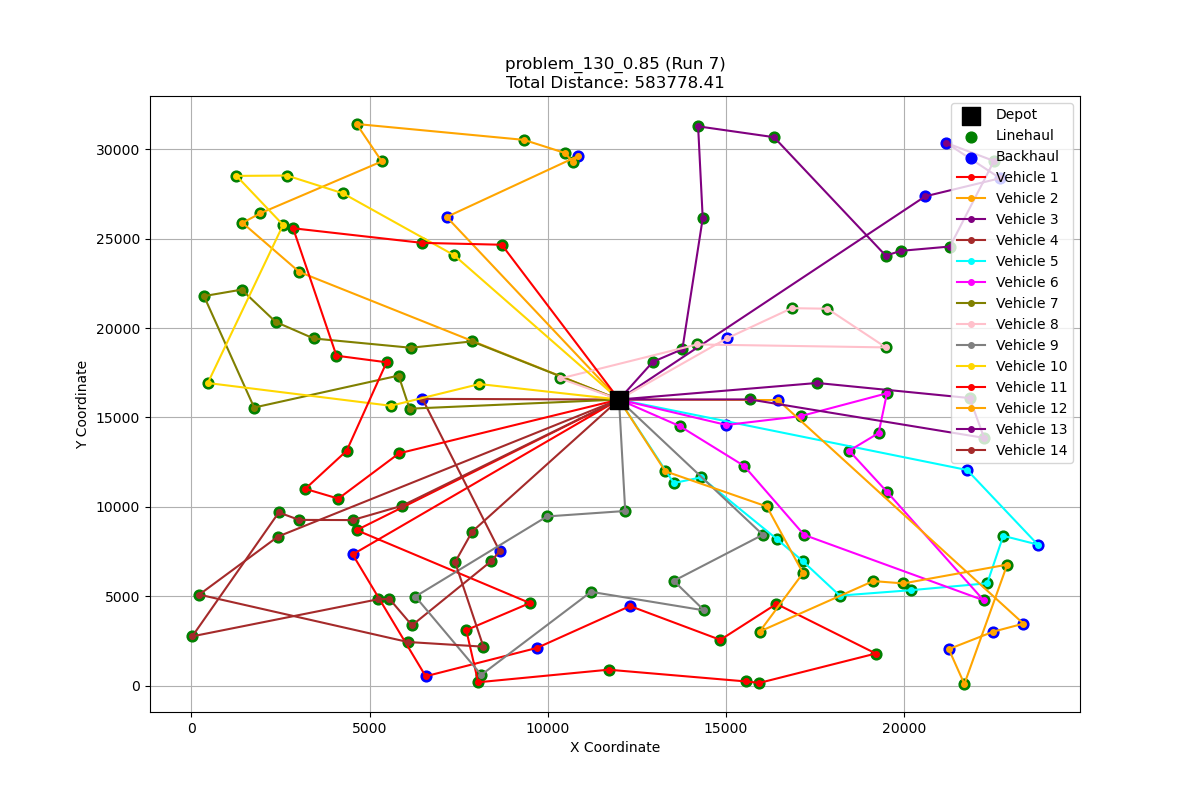 problem_130_0.85 (Run 7)
Total Distance: 583778.41
Depot
Linehaul
Backhaul
Vehicle 1
Vehicle 2
Vehicle 3
Vehicle 4
Vehicle 5
Vehicle 6
Vehicle 7
Vehicle 8
Vehicle 9
Vehicle 10
Vehicle 11
Vehicle 12
Vehicle 13
Vehicle 14
30000
25000
20000
15000
10000
5000
0
Y Coordinate
0 5000 10000 15000 20000
X Coordinate